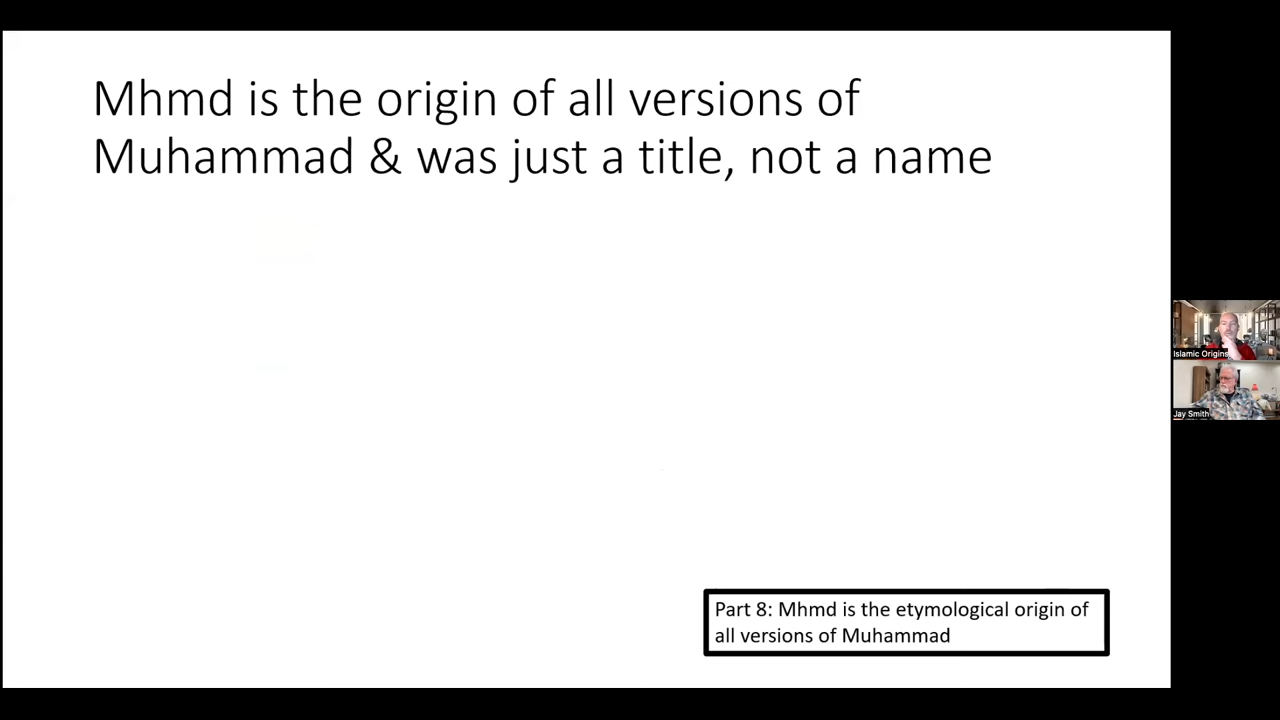 Mhmd is the origin of all versions of
Muhammad & was just a title, not a name
Islamic Origins
Jay Smith
Part 8: Mhmd is the etymological origin of
all versions of Muhammad